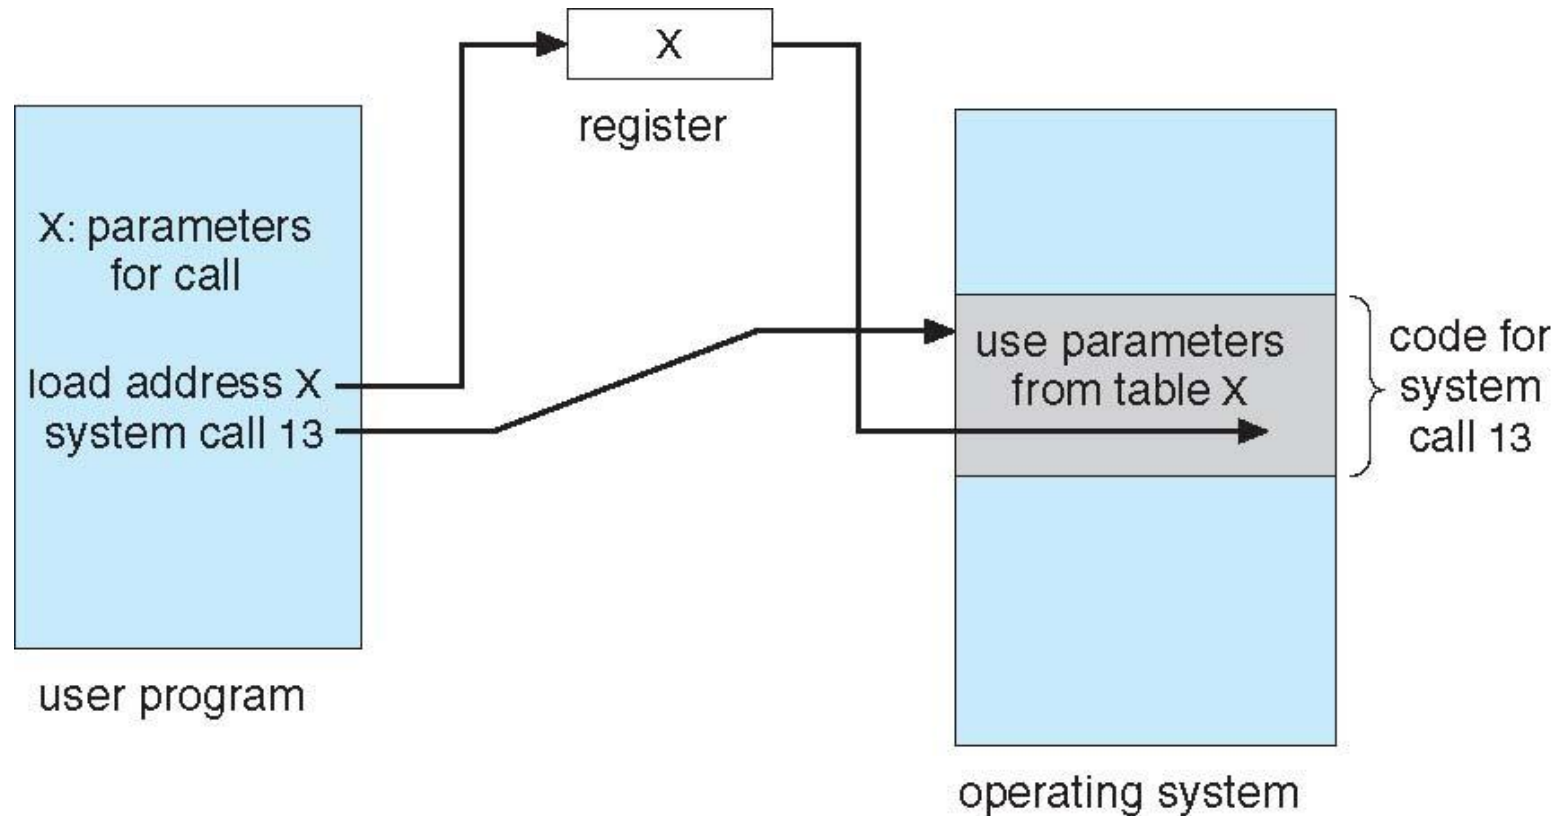 X
register
X: parameters
for call
load address X
system call 13
user program
use parameters
from table X
code for
system
call 13
operating system